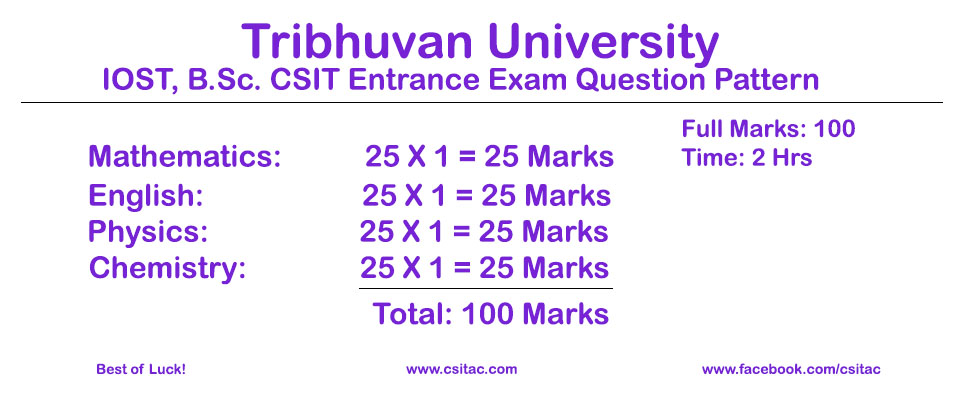 Tribhuvan University
IOST, B.Sc. CSIT Entrance Exam Question Pattern
Full Marks: 100
Time: 2 Hrs
Mathematics: 25 X 1 = 25 Marks
English: 25 X 1 = 25 Marks
Physics: 25 X 1 = 25 Marks
Chemistry: 25 X 1 = 25 Marks
Total: 100 Marks
Best of Luck! www.csitac.com www.facebook.com/csitac